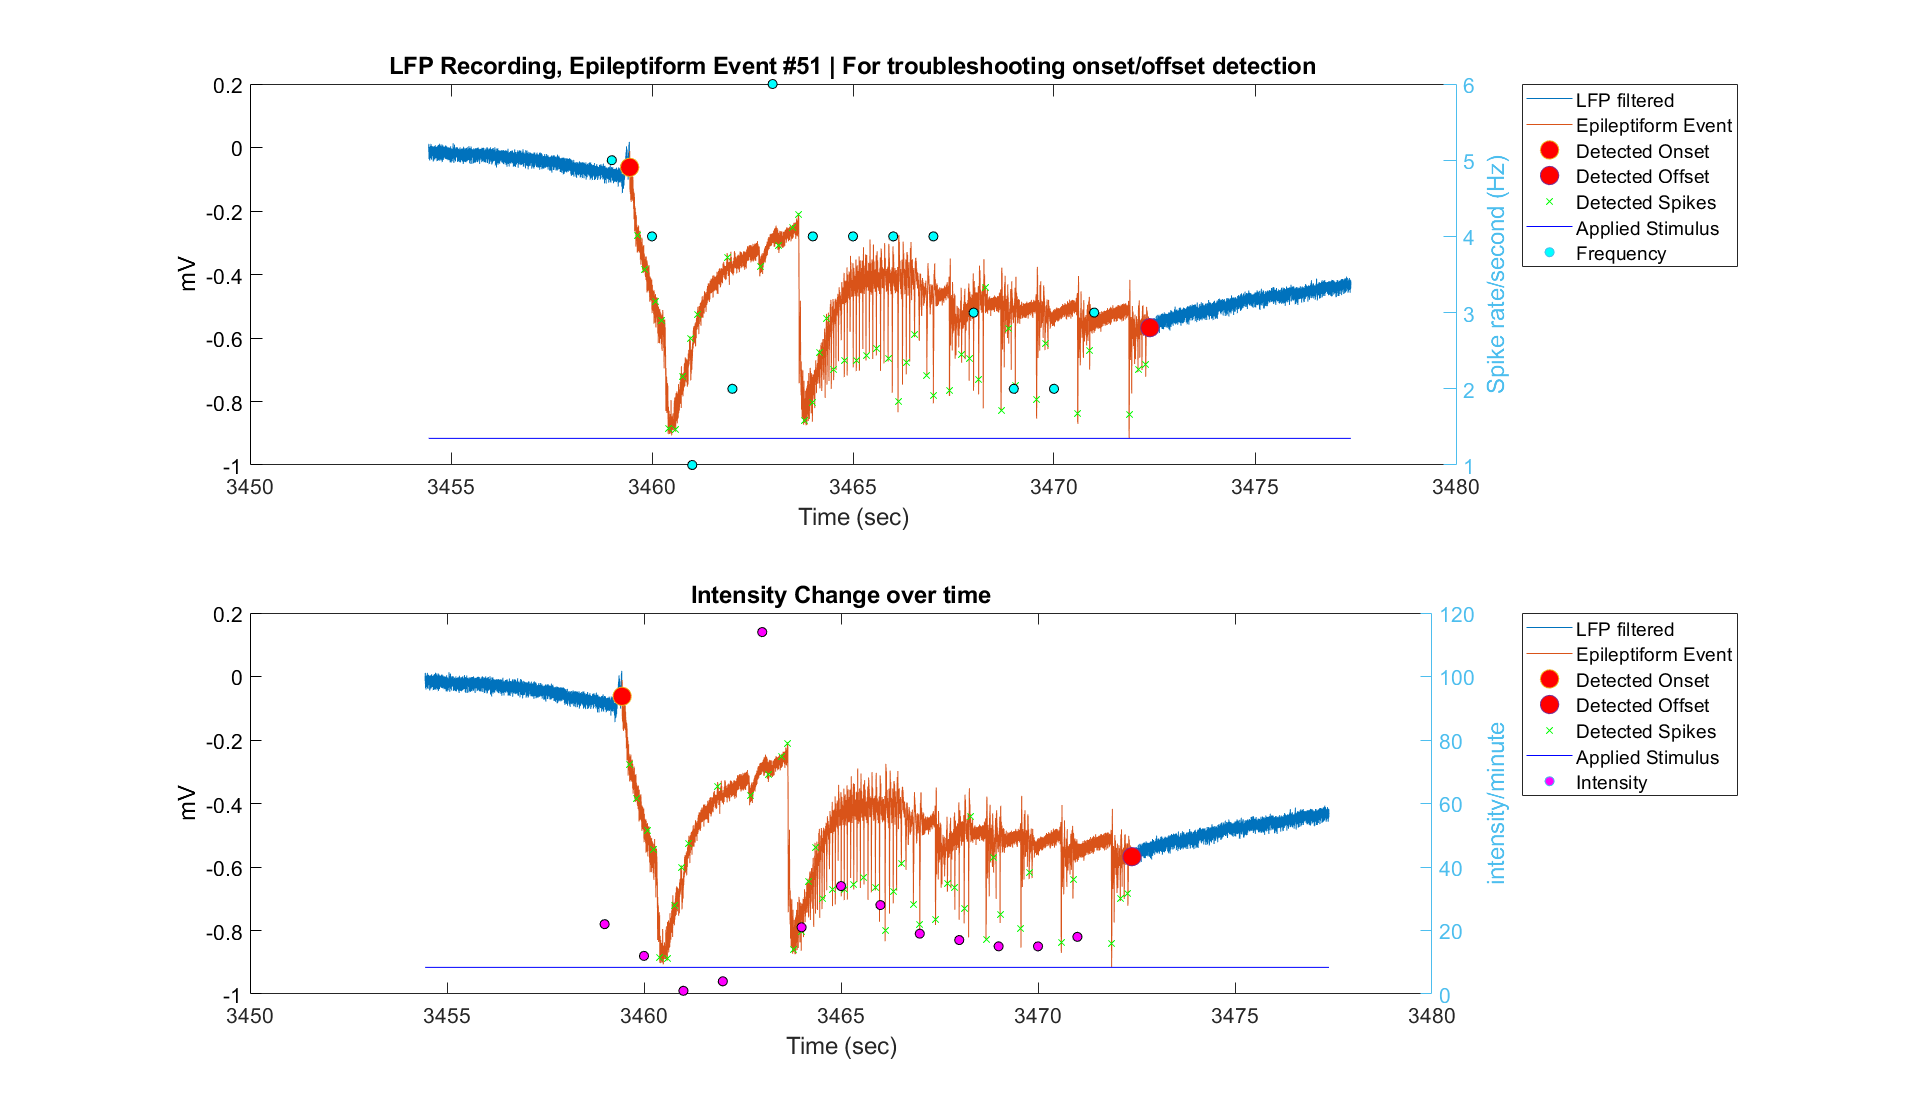 LFP Recording, Epileptiform Event #51 | For troubleshooting onset/offset detection
0.2
0
-0.2
-0.4
-0.6
-0.8
-1
mV
3450 3455 3460 3465 3470 3475 3480
Time (sec)
6
5
4
3
2
1
Spike rate/second (Hz)
LFP filtered
Epileptiform Event
Detected Onset
Detected Offset
Detected Spikes
Applied Stimulus
Frequency
Intensity Change over time
0.2
0
-0.2
-0.4
-0.6
-0.8
-1
mV
3450 3455 3460 3465 3470 3475 3480
Time (sec)
120
100
80
60
40
20
0
intensity/minute
LFP filtered
Epileptiform Event
Detected Onset
Detected Offset
Detected Spikes
Applied Stimulus
Intensity